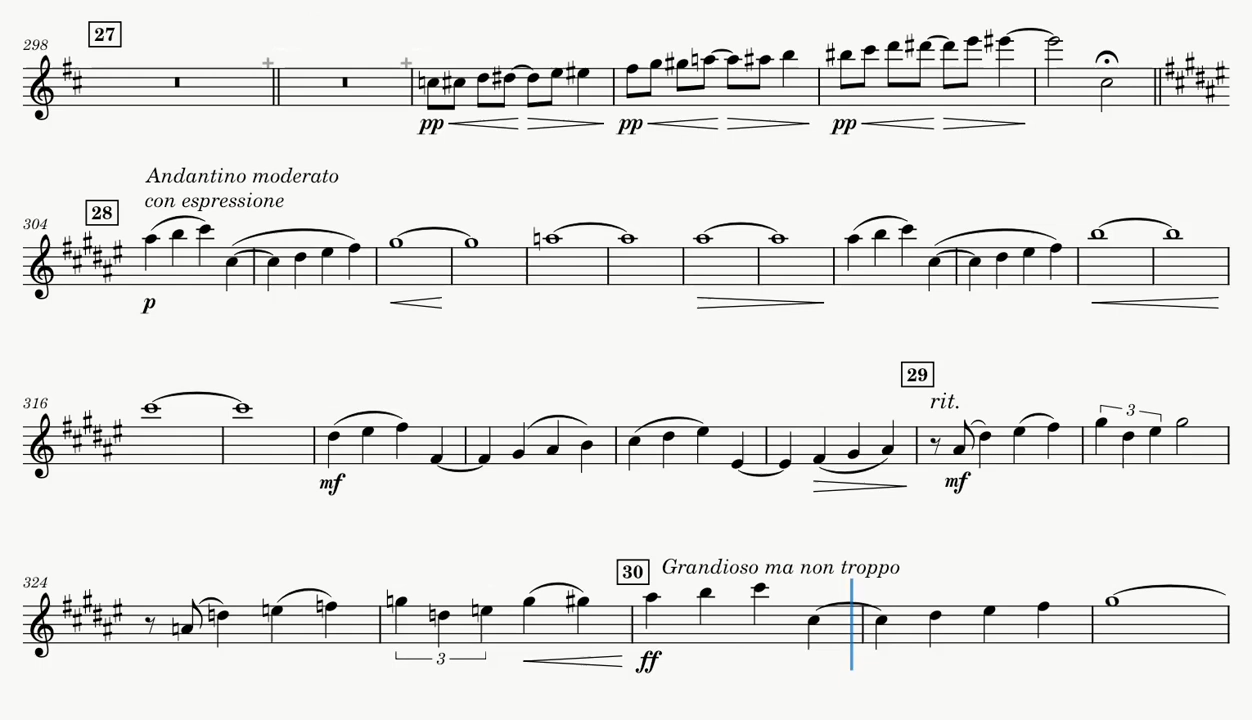 27
298
pp pp pp
Andantino moderato
con espressione
28
304
p
29
316
rit.
3
mf mf
30 Grandioso ma non troppo
324
3
ff